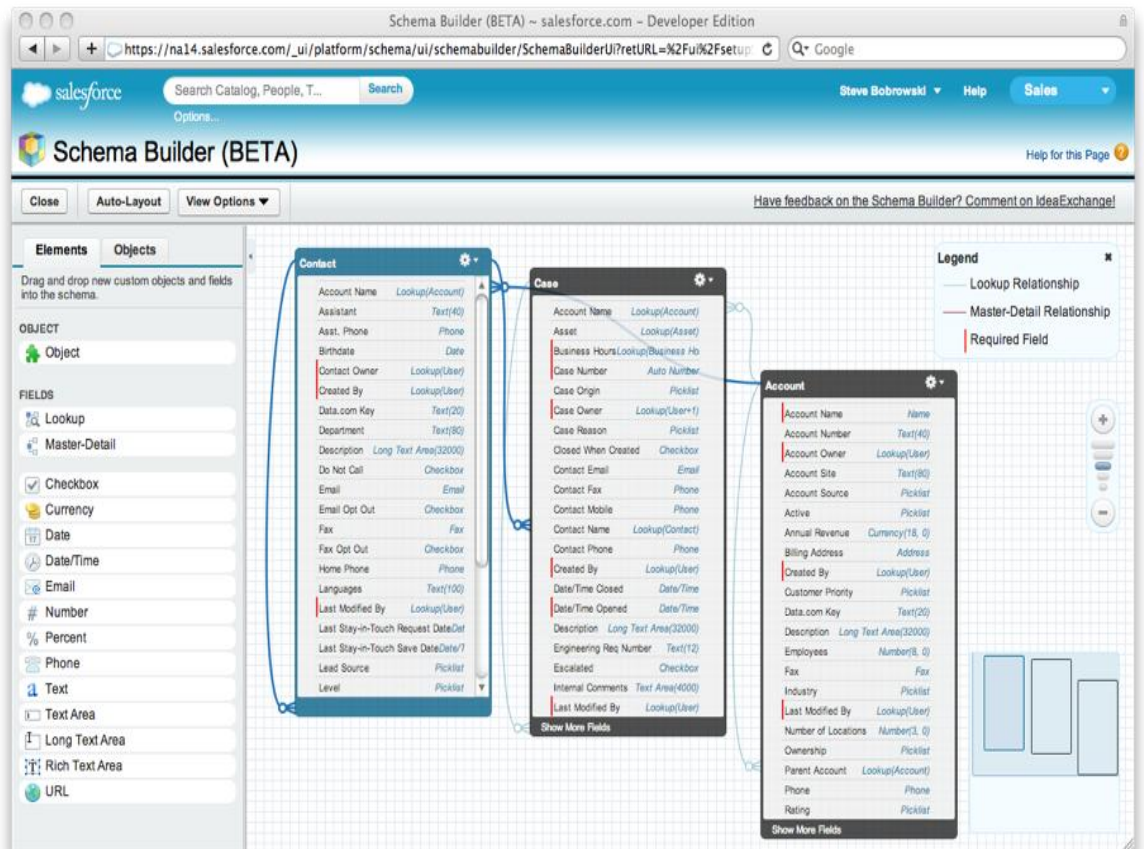 Schema Builder (BETA) ~ salesforce.com - Developer Edition
https://na14.salesforce.com/_ui/platform/schema/ui/schemabuilder/SchemaBuilderUi?retURL=%2Fui%2Fsetup
Google
salesforce
Search Catalog, People, T...
Search
Options...
Steve Bobrowski
Help
Sales
Schema Builder (BETA)
Help for this Page
Close
Auto-Layout
View Options
Have feedback on the Schema Builder? Comment on IdeaExchange!
Elements
Objects
Drag and drop new custom objects and fields
into the schema.
OBJECT
Object
FIELDS
Lookup
Master-Detail
Checkbox
Currency
Date
Date/Time
Email
Number
Percent
Phone
Text
Text Area
Long Text Area
Rich Text Area
URL
Contact
Account Name Lookup(Account)
Assistant Text(40)
Asst. Phone Phone
Birthdate Date
Contact Owner Lookup(User)
Created By Lookup(User)
Data.com Key Text(20)
Department Text(80)
Description Long Text Area(32000)
Do Not Call Checkbox
Email Email
Email Opt Out Checkbox
Fax Fax
Fax Opt Out Checkbox
Home Phone Phone
Languages Text(100)
Last Modified By Lookup(User)
Last Stay-in-Touch Request DateDat
Last Stay-in-Touch Save DateDate/T
Lead Source Picklist
Level Picklist
Case
Account Name Lookup(Account)
Asset Lookup(Asset)
Business HoursLookup(Business Ho
Case Number Auto Number
Case Origin Picklist
Case Owner Lookup(User+1)
Case Reason Picklist
Closed When Created Checkbox
Contact Email Email
Contact Fax Phone
Contact Mobile Phone
Contact Name Lookup(Contact)
Contact Phone Phone
Created By Lookup(User)
Date/Time Closed Date/Time
Date/Time Opened Date/Time
Description Long Text Area(32000)
Engineering Req Number Text(12)
Escalated Checkbox
Internal Comments Text Area(4000)
Last Modified By Lookup(User)
Show More Fields
Account
Account Name Name
Account Number Text(40)
Account Owner Lookup(User)
Account Site Text(80)
Account Source Picklist
Active Picklist
Annual Revenue Currency(18, 0)
Billing Address Address
Created By Lookup(User)
Customer Priority Picklist
Data.com Key Text(20)
Description Long Text Area(32000)
Employees Number(8, 0)
Fax Fax
Industry Picklist
Last Modified By Lookup(User)
Number of Locations Number(3, 0)
Ownership Picklist
Parent Account Lookup(Account)
Phone Phone
Rating Picklist
Show More Fields
Legend
Lookup Relationship
Master-Detail Relationship
Required Field